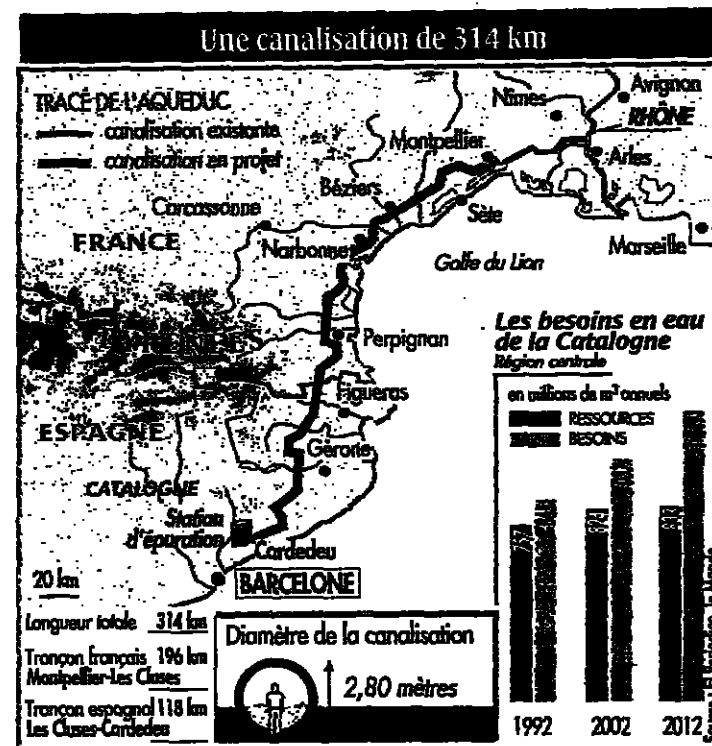 Une canalisation de 314 km
TRACÉ DE L'AQUEDUC
canalisation existante
canalisation en projet
Avignon
Nîmes
RHÔNE
Montpellier
Arles
Béziers
Carcassonne
Sète
FRANCE
Narbonne
Marseille
Golfe du Lion
Perpignan
Figueras
ESPAGNE
Gerone
CATALOGNE
Station
d'épuration
Cardedeu
20 km
BARCELONE
Les besoins en eau
de la Catalogne
Région centrale
en millions de m³ annuels
RESSOURCES
BESOINS
1992 2002 2012
Longueur totale 314 km
Tronçon français 196 km
Montpellier-Les Cluses
Tronçon espagnol 118 km
Les Cluses-Cardedeu
Diamètre de la canalisation
2,80 mètres